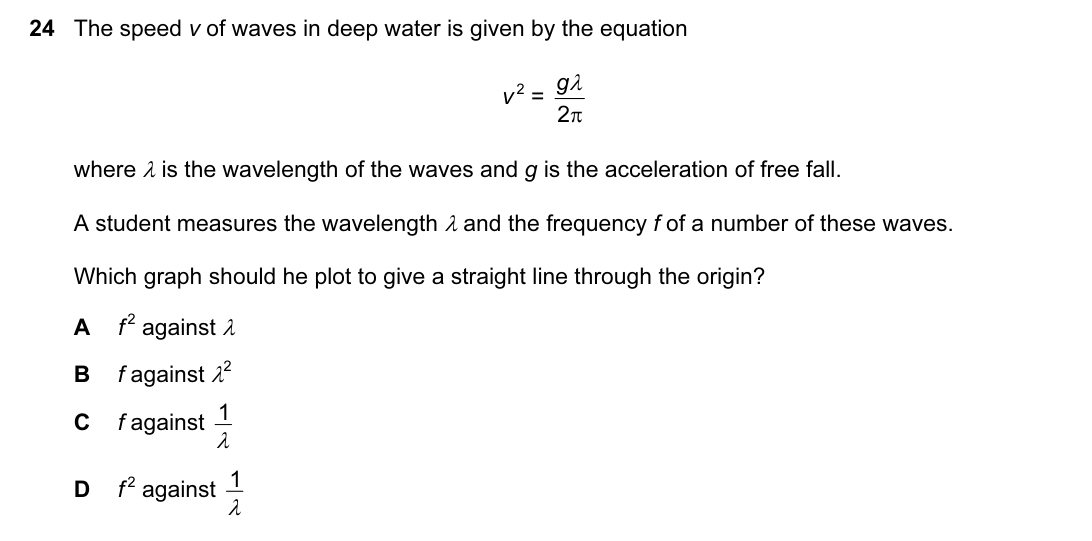 24 The speed v of waves in deep water is given by the equation
v² = gλ/2π
where λ is the wavelength of the waves and g is the acceleration of free fall.
A student measures the wavelength λ and the frequency f of a number of these waves.
Which graph should he plot to give a straight line through the origin?
A f² against λ
B f against λ²
C f against 1/λ
D f² against 1/λ